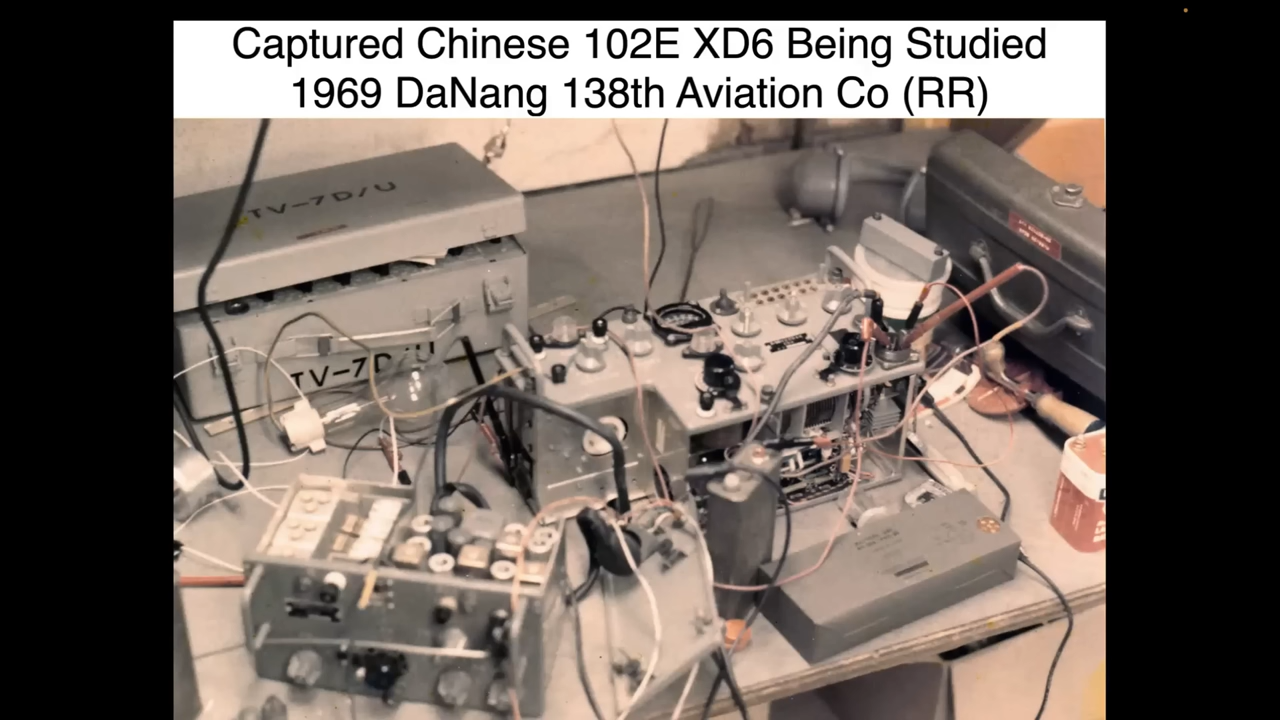 Captured Chinese 102E XD6 Being Studied
1969 DaNang 138th Aviation Co (RR)
TV-7D/U
TV-7D/U